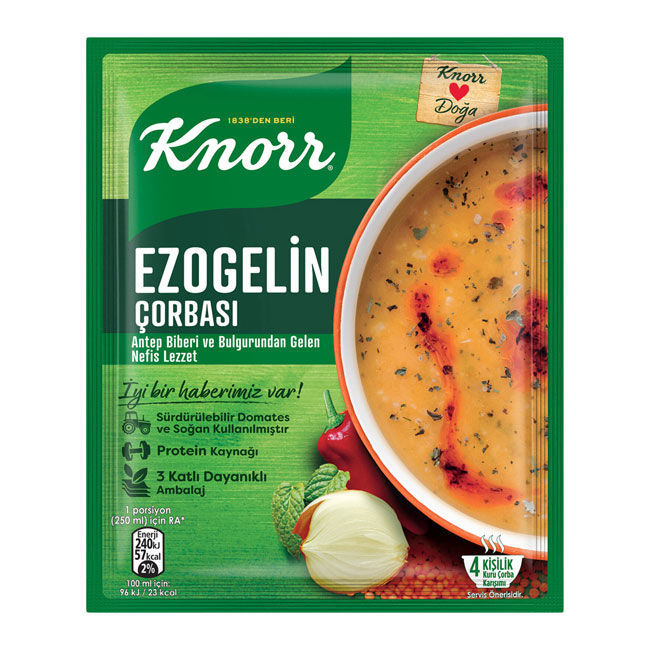 Knorr
Doğa
1838'DEN BERİ
Knorr®
EZOGELİN
ÇORBASI
Antep Biberi ve Bulgurundan Gelen
Nefis Lezzet
İyi bir haberimiz var!
Sürdürülebilir Domates
ve Soğan Kullanılmıştır
Protein Kaynağı
3 Katlı Dayanıklı
Ambalaj
1 porsiyon
(250 ml) için RA*
Enerji
240kJ
57kcal
2%
100 ml için:
96 kJ / 23 kcal
4 KİŞİLİK
Kuru Çorba
Karışımı
Servis Önerisidir.